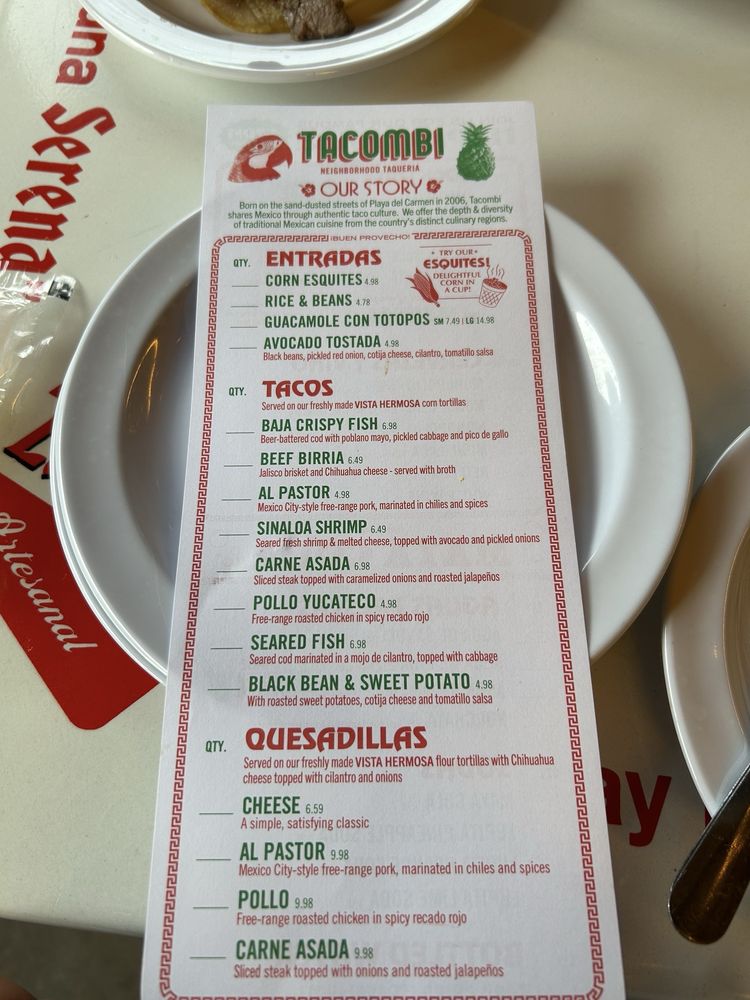 una Serena,
Artesanal
ay
TACOMBI
NEIGHBORHOOD TAQUERIA
OUR STORY
Born on the sand-dusted streets of Playa del Carmen in 2006, Tacombi
shares Mexico through authentic taco culture. We offer the depth & diversity
of traditional Mexican cuisine from the country's distinct culinary regions.
¡BUEN PROVECHO!
QTY. ENTRADAS
• TRY OUR •
ESQUITES!
DELIGHTFUL
CORN IN
A CUP!
CORN ESQUITES 4.98
RICE & BEANS 4.78
GUACAMOLE CON TOTOPOS SM 7.49 | LG 14.98
AVOCADO TOSTADA 4.98
Black beans, pickled red onion, cotija cheese, cilantro, tomatillo salsa
QTY. TACOS
Served on our freshly made VISTA HERMOSA corn tortillas
BAJA CRISPY FISH 6.98
Beer-battered cod with poblano mayo, pickled cabbage and pico de gallo
BEEF BIRRIA 6.49
Jalisco brisket and Chihuahua cheese - served with broth
AL PASTOR 4.98
Mexico City-style free-range pork, marinated in chilies and spices
SINALOA SHRIMP 6.49
Seared fresh shrimp & melted cheese, topped with avocado and pickled onions
CARNE ASADA 6.98
Sliced steak topped with caramelized onions and roasted jalapeños
POLLO YUCATECO 4.98
Free-range roasted chicken in spicy recado rojo
SEARED FISH 6.98
Seared cod marinated in a mojo de cilantro, topped with cabbage
BLACK BEAN & SWEET POTATO 4.98
With roasted sweet potatoes, cotija cheese and tomatillo salsa
QTY. QUESADILLAS
Served on our freshly made VISTA HERMOSA flour tortillas with Chihuahua
cheese topped with cilantro and onions
CHEESE 6.59
A simple, satisfying classic
AL PASTOR 9.98
Mexico City-style free-range pork, marinated in chiles and spices
POLLO 9.98
Free-range roasted chicken in spicy recado rojo
CARNE ASADA 9.98
Sliced steak topped with onions and roasted jalapeños